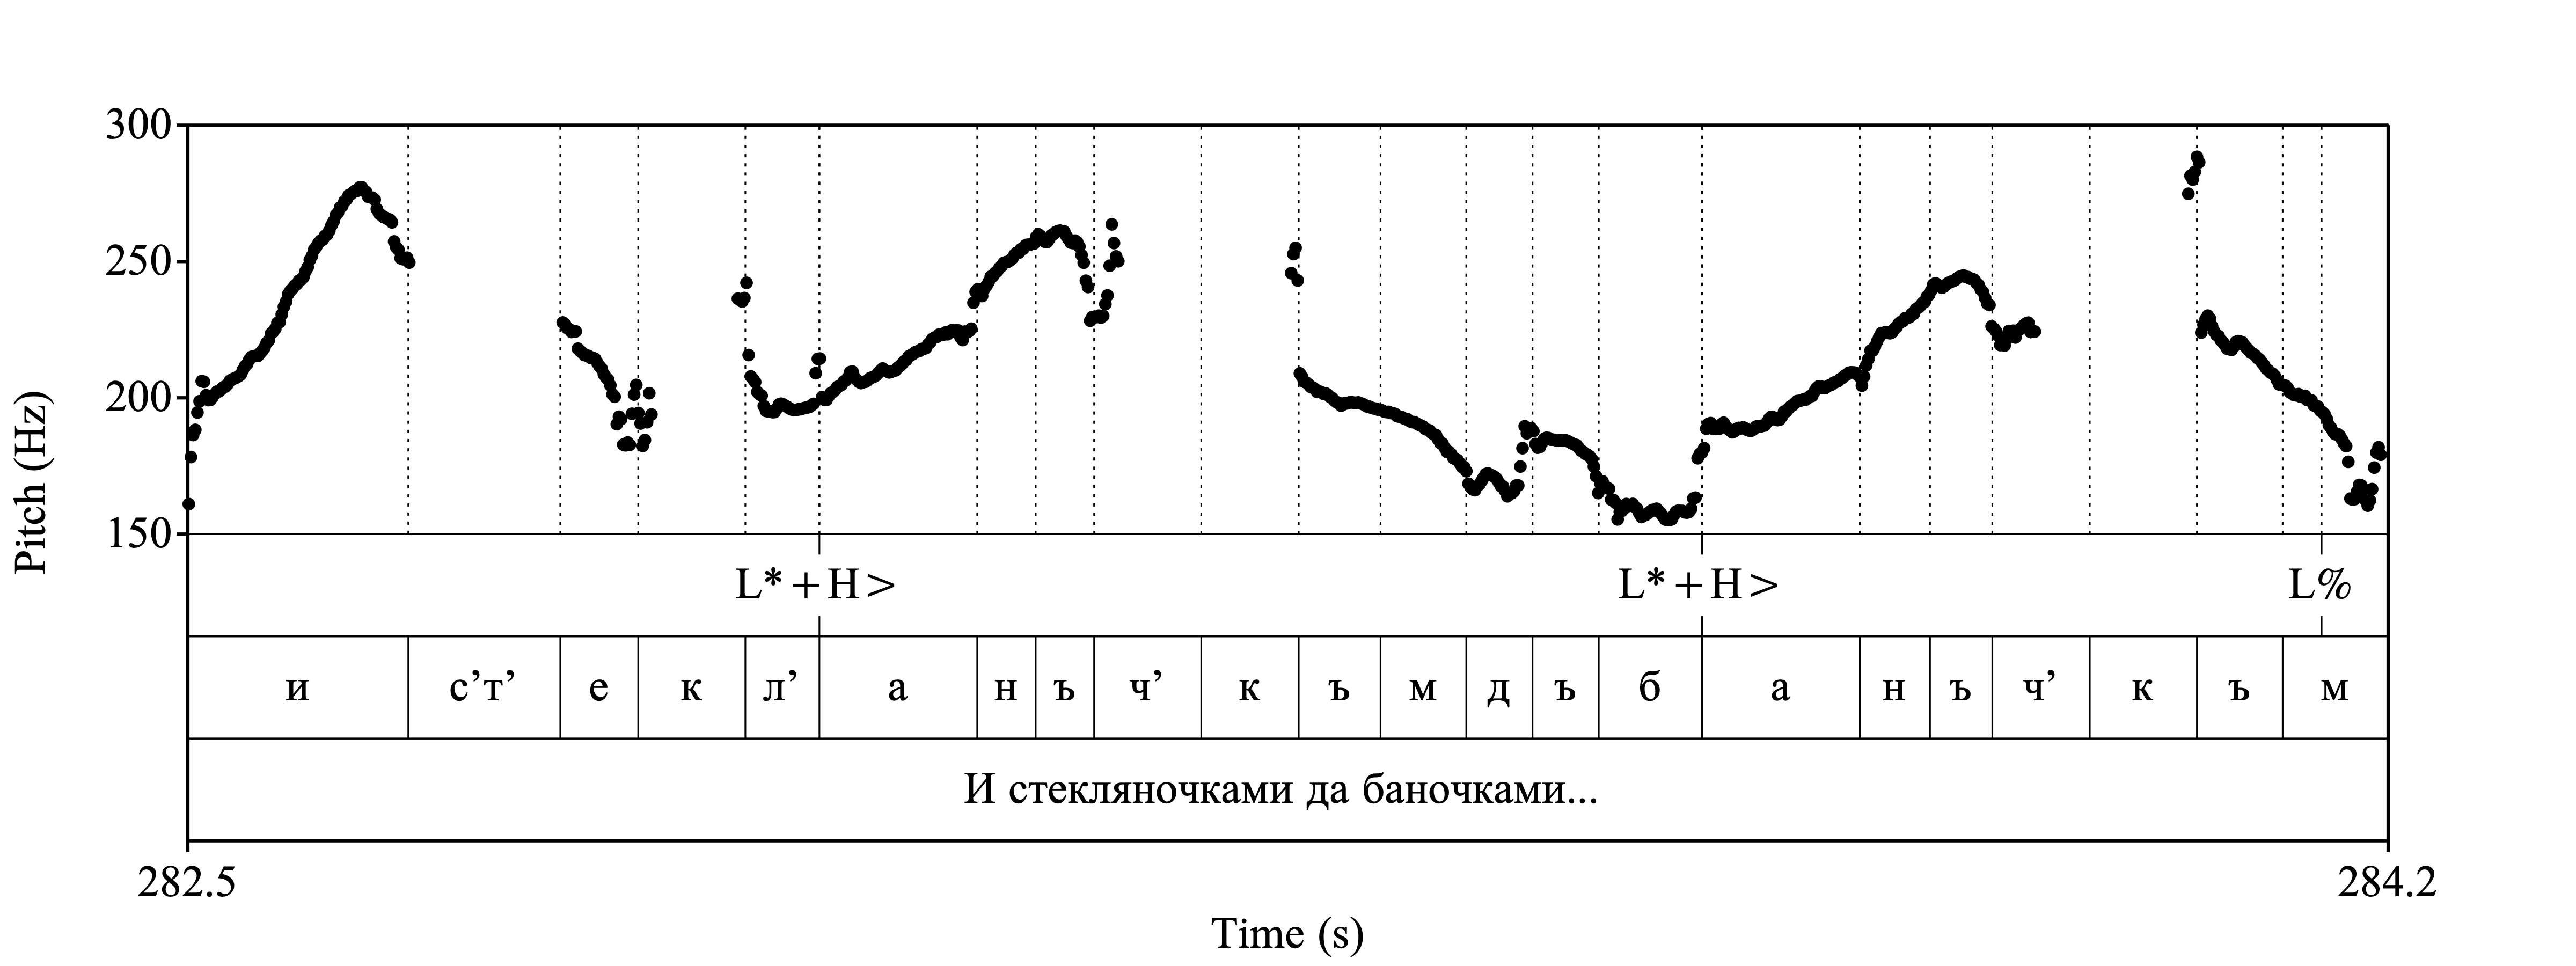 300
250
200
150
Pitch (Hz)
L*+H> L*+H> L%
и с’т’ е к л’ а н ъ ч’ к ъ м д ъ б а н ъ ч’ к ъ м
И стекляночками да баночками...
282.5 284.2
Time (s)